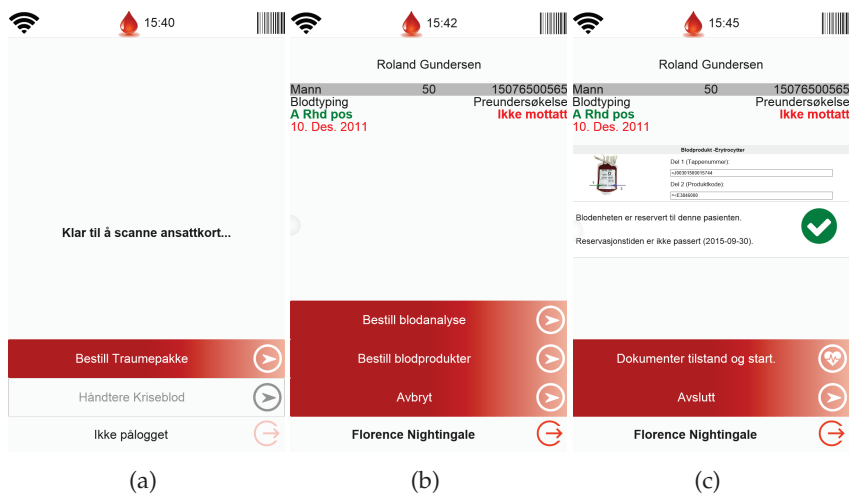 15:40
Klar til å scanne ansattkort...
Bestill Traumepakke
Håndtere Kriseblod
Ikke pålogget
(a)
15:42
Roland Gundersen
Mann 50 15076500565
Blodtyping Preundersøkelse
A Rhd pos Ikke mottatt
10. Des. 2011
Bestill blodanalyse
Bestill blodprodukter
Avbryt
Florence Nightingale
(b)
15:45
Roland Gundersen
Mann 50 15076500565
Blodtyping Preundersøkelse
A Rhd pos Ikke mottatt
10. Des. 2011
Blodprodukt -Erytrocytter
Del 1 (Tappenummer):
Del 2 (Produktkode):
Blodenheten er reservert til denne pasienten.
Reservasjonstiden er ikke passert (2015-09-30).
Dokumenter tilstand og start.
Avslutt
Florence Nightingale
(c)